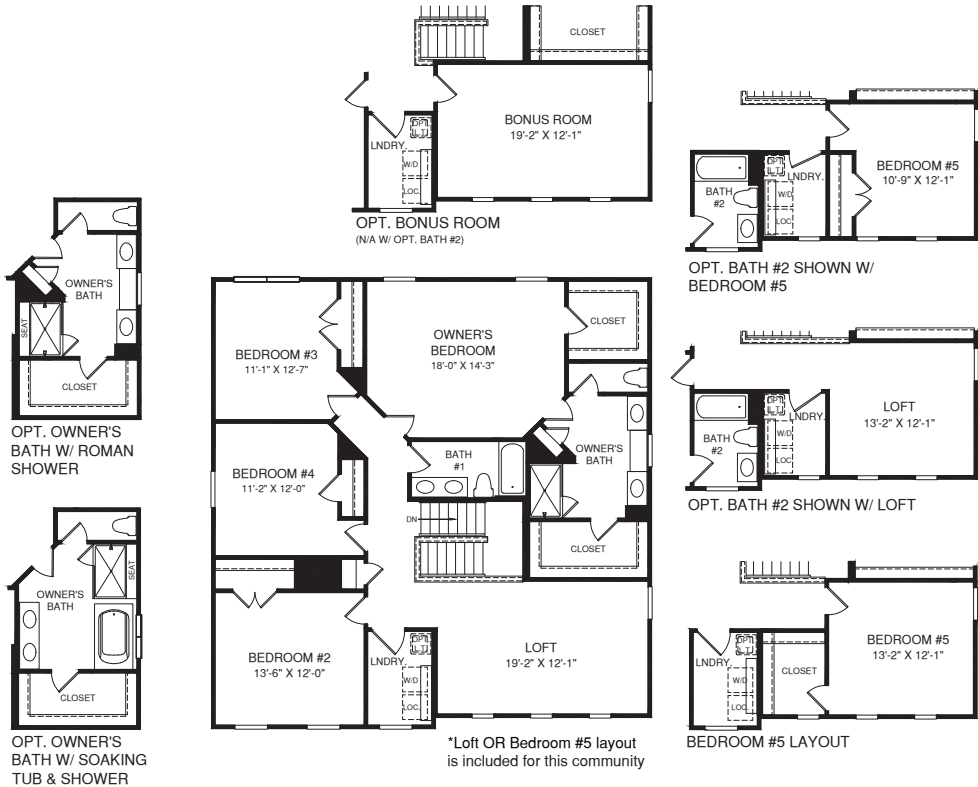 CLOSET
BONUS ROOM
19'-2" X 12'-1"
OPT.
L.T.
LNDRY.
W/D
LOC.
OPT. BONUS ROOM
(N/A W/ OPT. BATH #2)
BEDROOM #5
10'-9" X 12'-1"
BATH
#2
OPT.
L.T.
LNDRY.
W/D
LOC.
OPT. BATH #2 SHOWN W/
BEDROOM #5
OWNER'S
BATH
SEAT
CLOSET
OPT. OWNER'S
BATH W/ ROMAN
SHOWER
BEDROOM #3
11'-1" X 12'-7"
OWNER'S
BEDROOM
18'-0" X 14'-3"
CLOSET
BEDROOM #4
11'-2" X 12'-0"
BATH
#1
OWNER'S
BATH
DN
CLOSET
BEDROOM #2
13'-6" X 12'-0"
OPT.
L.T.
LNDRY.
W/D
LOC.
LOFT
19'-2" X 12'-1"
*Loft OR Bedroom #5 layout
is included for this community
LOFT
13'-2" X 12'-1"
BATH
#2
OPT.
L.T.
LNDRY.
W/D
LOC.
OPT. BATH #2 SHOWN W/ LOFT
OWNER'S
BATH
SEAT
CLOSET
OPT. OWNER'S
BATH W/ SOAKING
TUB & SHOWER
BEDROOM #5
13'-2" X 12'-1"
OPT.
L.T.
LNDRY.
W/D
LOC.
CLOSET
BEDROOM #5 LAYOUT